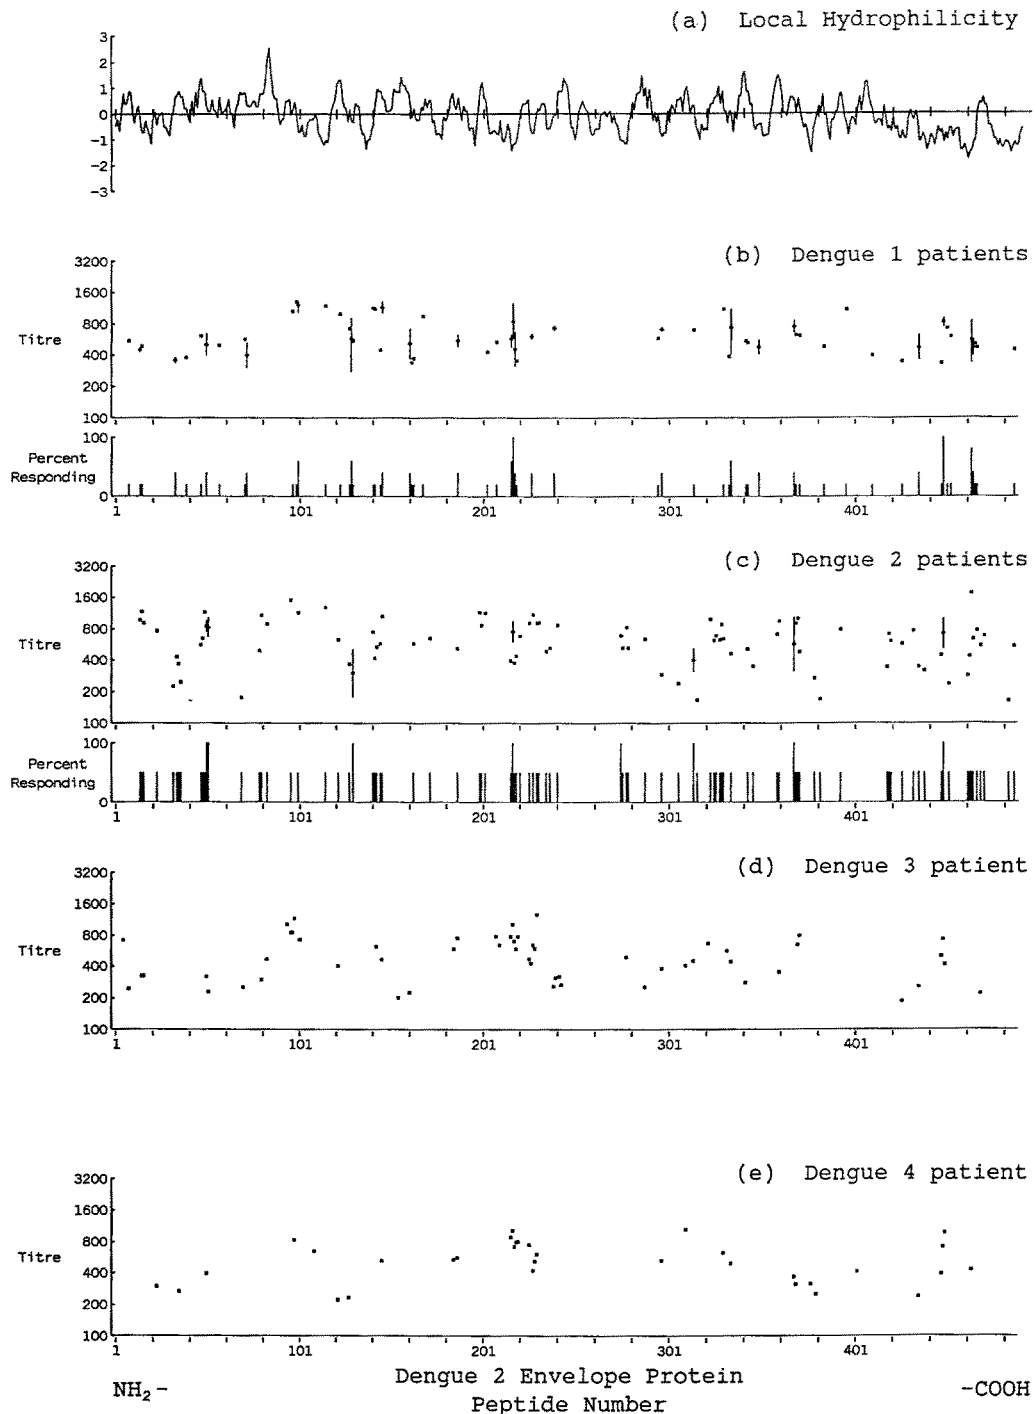 (a) Local Hydrophilicity
3
2
1
0
-1
-2
-3
(b) Dengue 1 patients
3200
1600
800
Titre
400
200
100
100
Percent
Responding
0
1 101 201 301 401
(c) Dengue 2 patients
3200
1600
800
Titre
400
200
100
100
Percent
Responding
0
1 101 201 301 401
(d) Dengue 3 patient
3200
1600
800
Titre
400
200
100
1 101 201 301 401
(e) Dengue 4 patient
3200
1600
800
Titre
400
200
100
1 101 201 301 401
NH₂- Dengue 2 Envelope Protein -COOH
Peptide Number